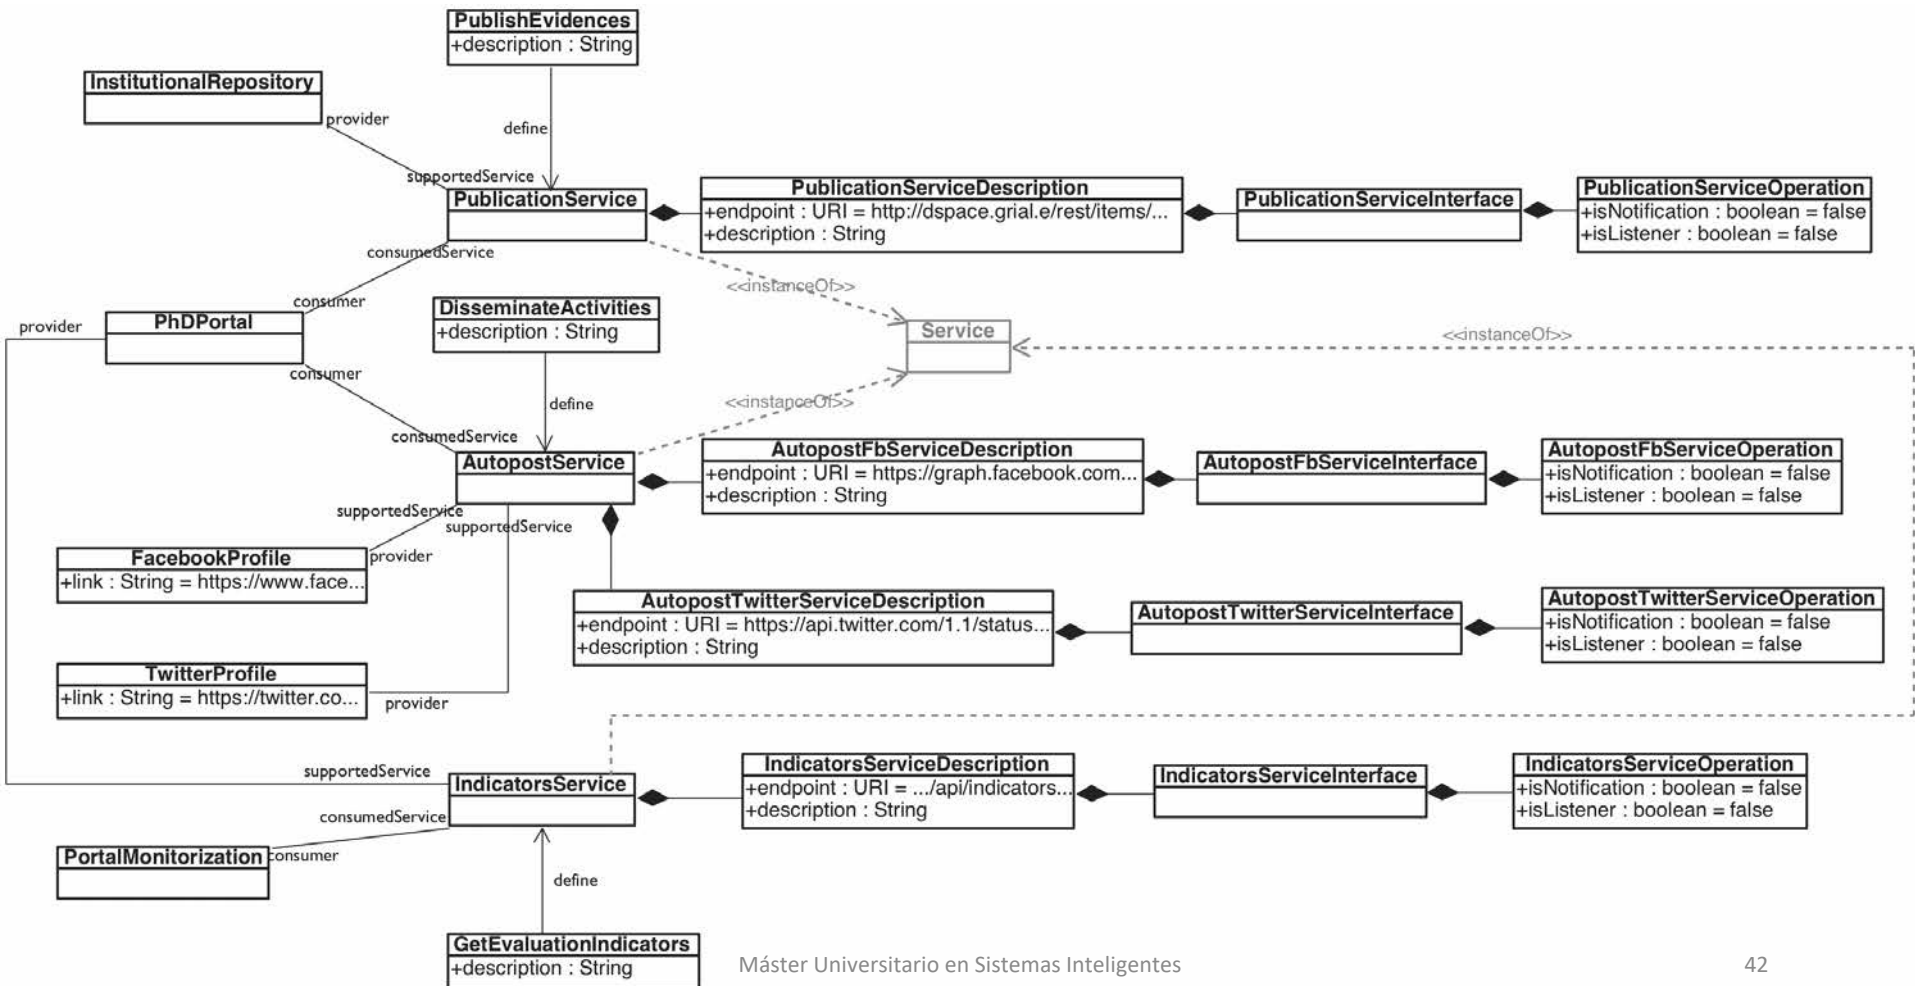 PublishEvidences
+description : String
InstitutionalRepository
provider
define
supportedService
PublicationService
PublicationServiceDescription
+endpoint : URI = http://dspace.grial.e/rest/items/...
+description : String
PublicationServiceInterface
PublicationServiceOperation
+isNotification : boolean = false
+isListener : boolean = false
consumedService
<<instanceOf>>
consumer
DisseminateActivities
+description : String
provider
PhDPortal
Service
<<instanceOf>>
consumer
define
<<instanceOf>>
consumedService
AutopostService
AutopostFbServiceDescription
+endpoint : URI = https://graph.facebook.com...
+description : String
AutopostFbServiceInterface
AutopostFbServiceOperation
+isNotification : boolean = false
+isListener : boolean = false
supportedService
supportedService
FacebookProfile
+link : String = https://www.face...
provider
AutopostTwitterServiceDescription
+endpoint : URI = https://api.twitter.com/1.1/status...
+description : String
AutopostTwitterServiceInterface
AutopostTwitterServiceOperation
+isNotification : boolean = false
+isListener : boolean = false
TwitterProfile
+link : String = https://twitter.co...
provider
supportedService
IndicatorsService
IndicatorsServiceDescription
+endpoint : URI = .../api/indicators...
+description : String
IndicatorsServiceInterface
IndicatorsServiceOperation
+isNotification : boolean = false
+isListener : boolean = false
consumedService
PortalMonitorization
consumer
define
GetEvaluationIndicators
+description : String
Máster Universitario en Sistemas Inteligentes
42